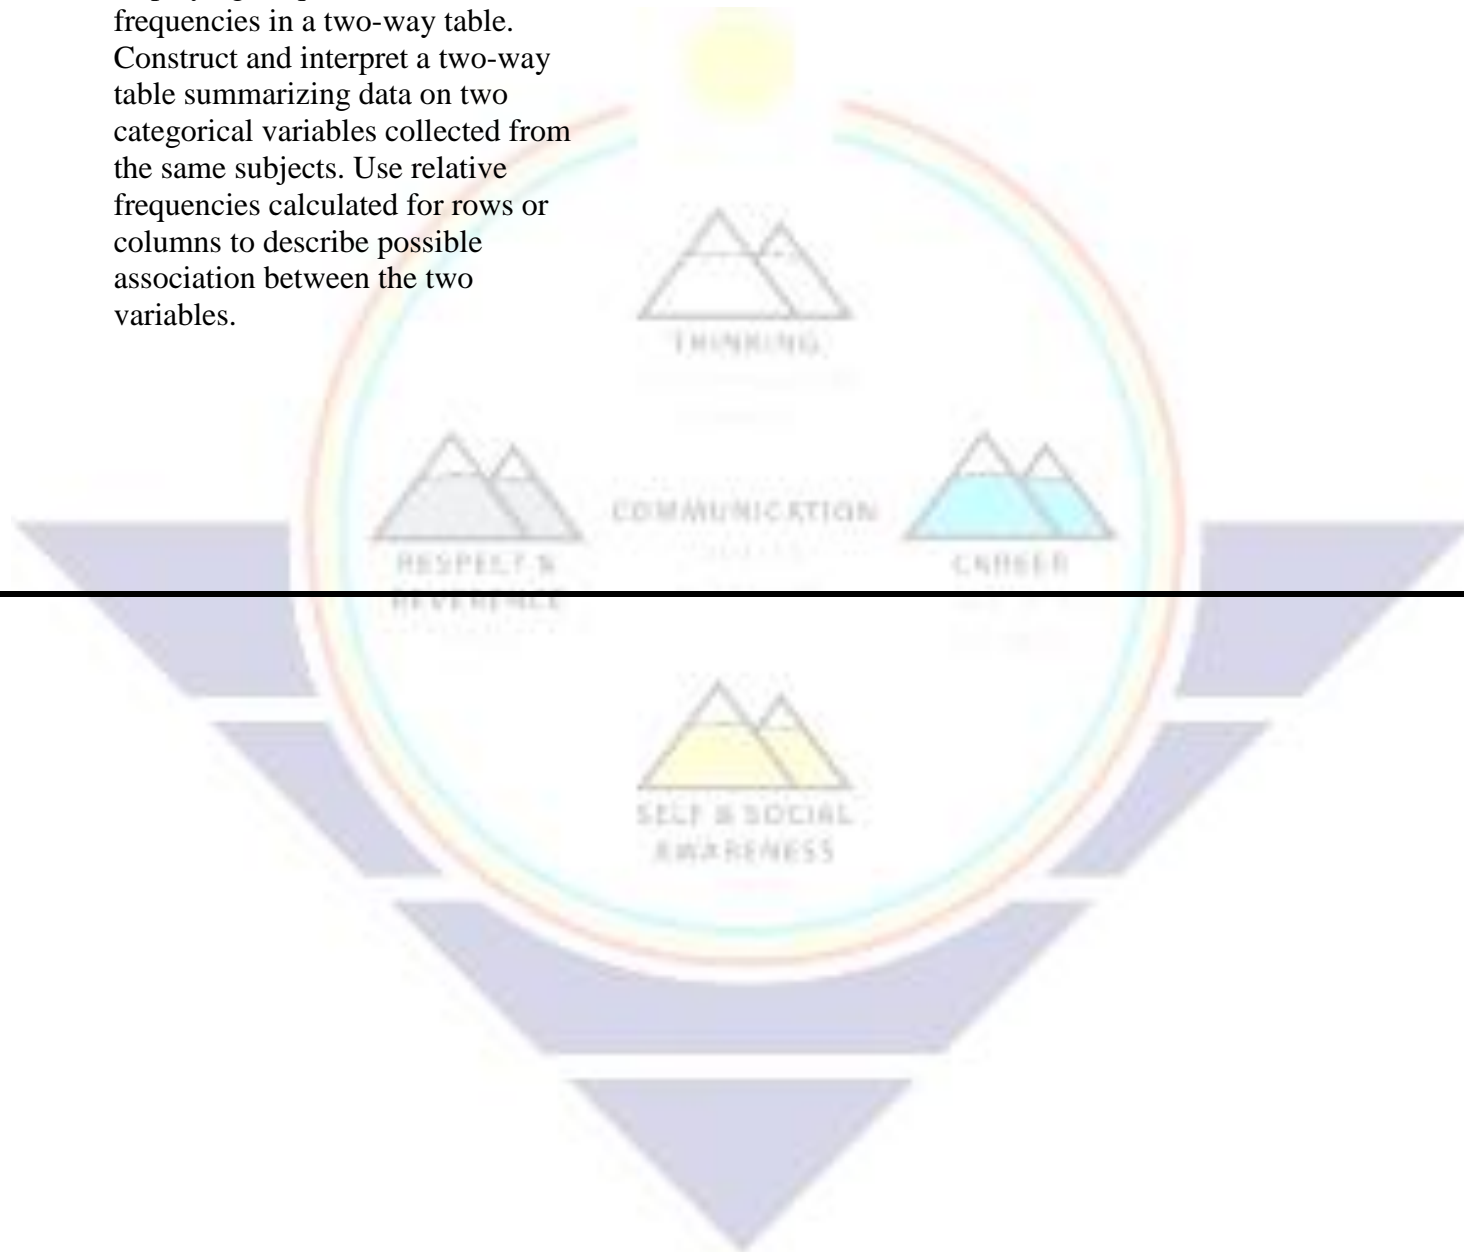 frequencies in a two-way table.
Construct and interpret a two-way
table summarizing data on two
categorical variables collected from
the same subjects. Use relative
frequencies calculated for rows or
columns to describe possible
association between the two
variables.
THINKING
COMMUNICATION
RESPECT &
REVERENCE
CAREER
SELF & SOCIAL
AWARENESS